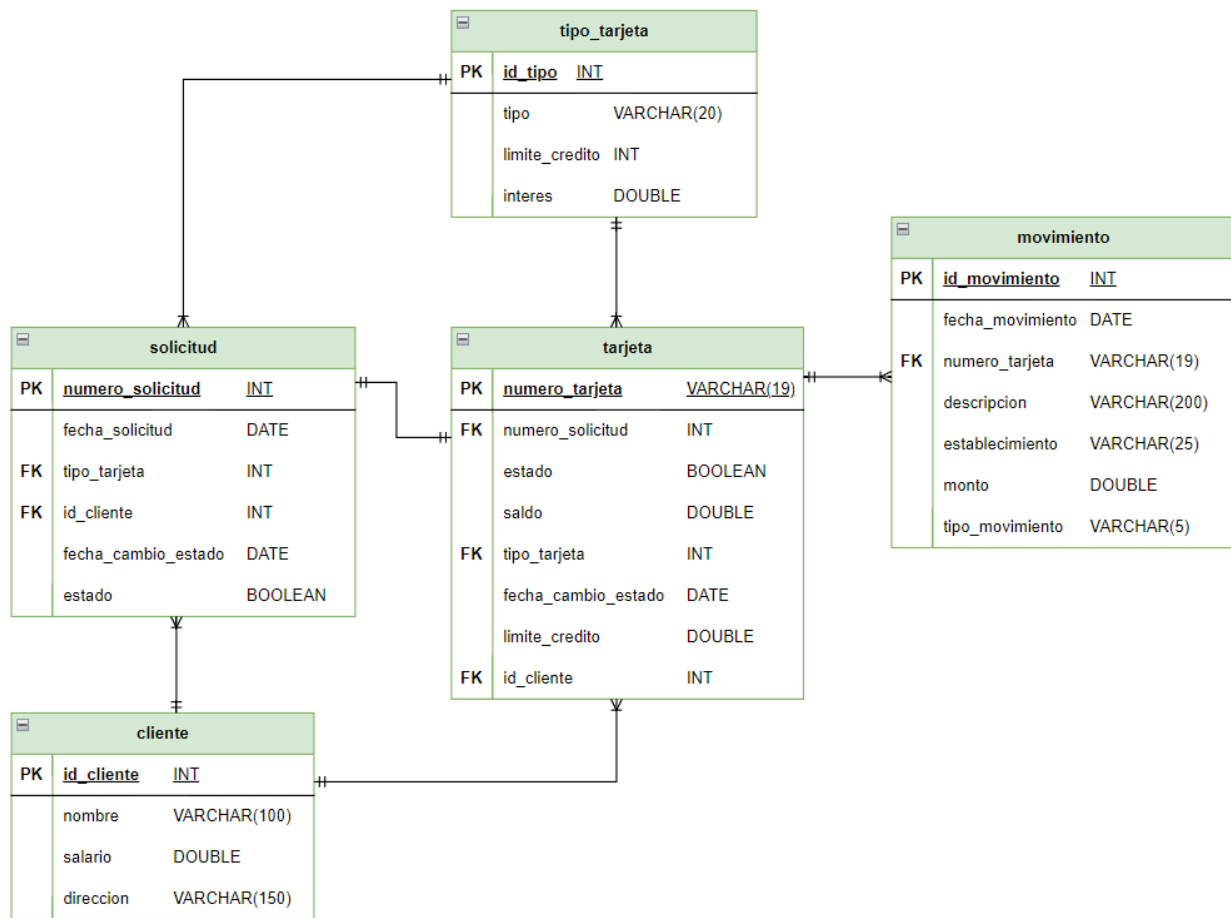 tipo_tarjeta
PK id_tipo INT
tipo VARCHAR(20)
limite_credito INT
interes DOUBLE
movimiento
PK id_movimiento INT
fecha_movimiento DATE
FK numero_tarjeta VARCHAR(19)
descripcion VARCHAR(200)
establecimiento VARCHAR(25)
monto DOUBLE
tipo_movimiento VARCHAR(5)
solicitud
PK numero_solicitud INT
fecha_solicitud DATE
FK tipo_tarjeta INT
FK id_cliente INT
fecha_cambio_estado DATE
estado BOOLEAN
tarjeta
PK numero_tarjeta VARCHAR(19)
FK numero_solicitud INT
estado BOOLEAN
saldo DOUBLE
FK tipo_tarjeta INT
fecha_cambio_estado DATE
limite_credito DOUBLE
FK id_cliente INT
cliente
PK id_cliente INT
nombre VARCHAR(100)
salario DOUBLE
direccion VARCHAR(150)